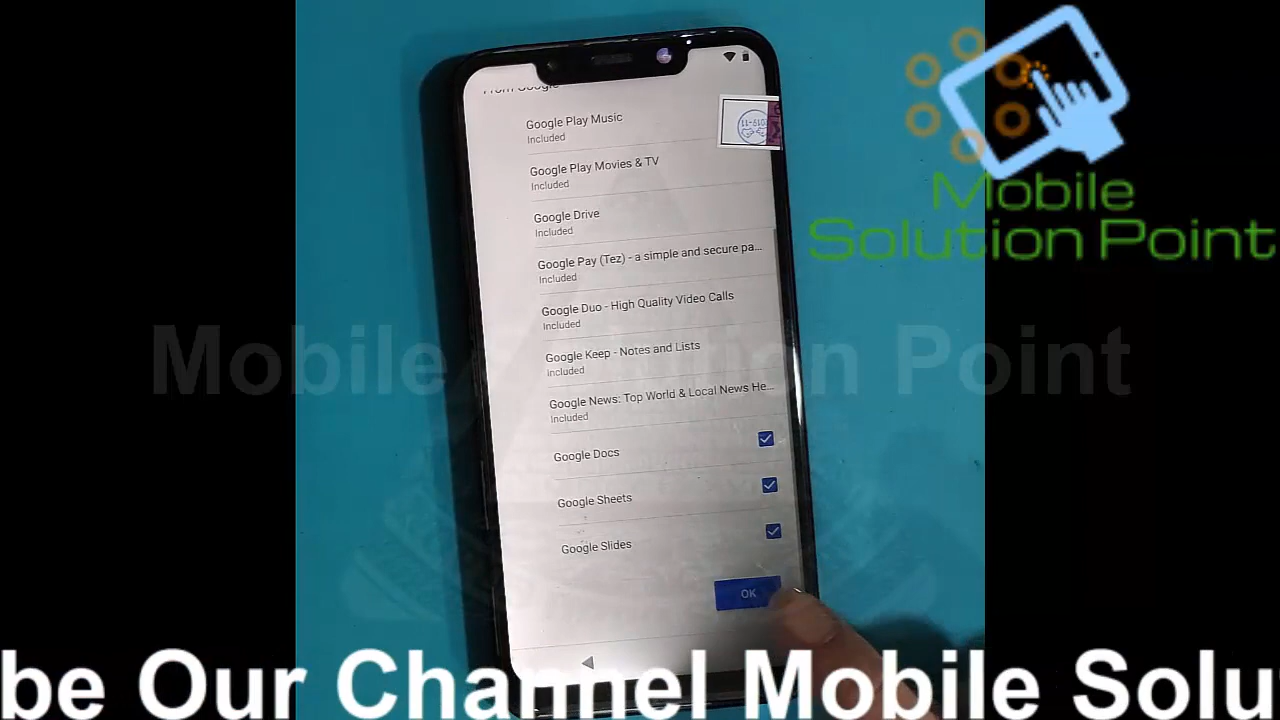 From Google
Google Play Music
Included
Google Play Movies & TV
Included
Google Drive
Included
Google Pay (Tez) - a simple and secure pa...
Included
Google Duo - High Quality Video Calls
Included
Google Keep - Notes and Lists
Included
Google News: Top World & Local News He...
Included
Google Docs
Google Sheets
Google Slides
OK
Mobile
Solution Point
Mobile Solution Point
be Our Channel Mobile Solu